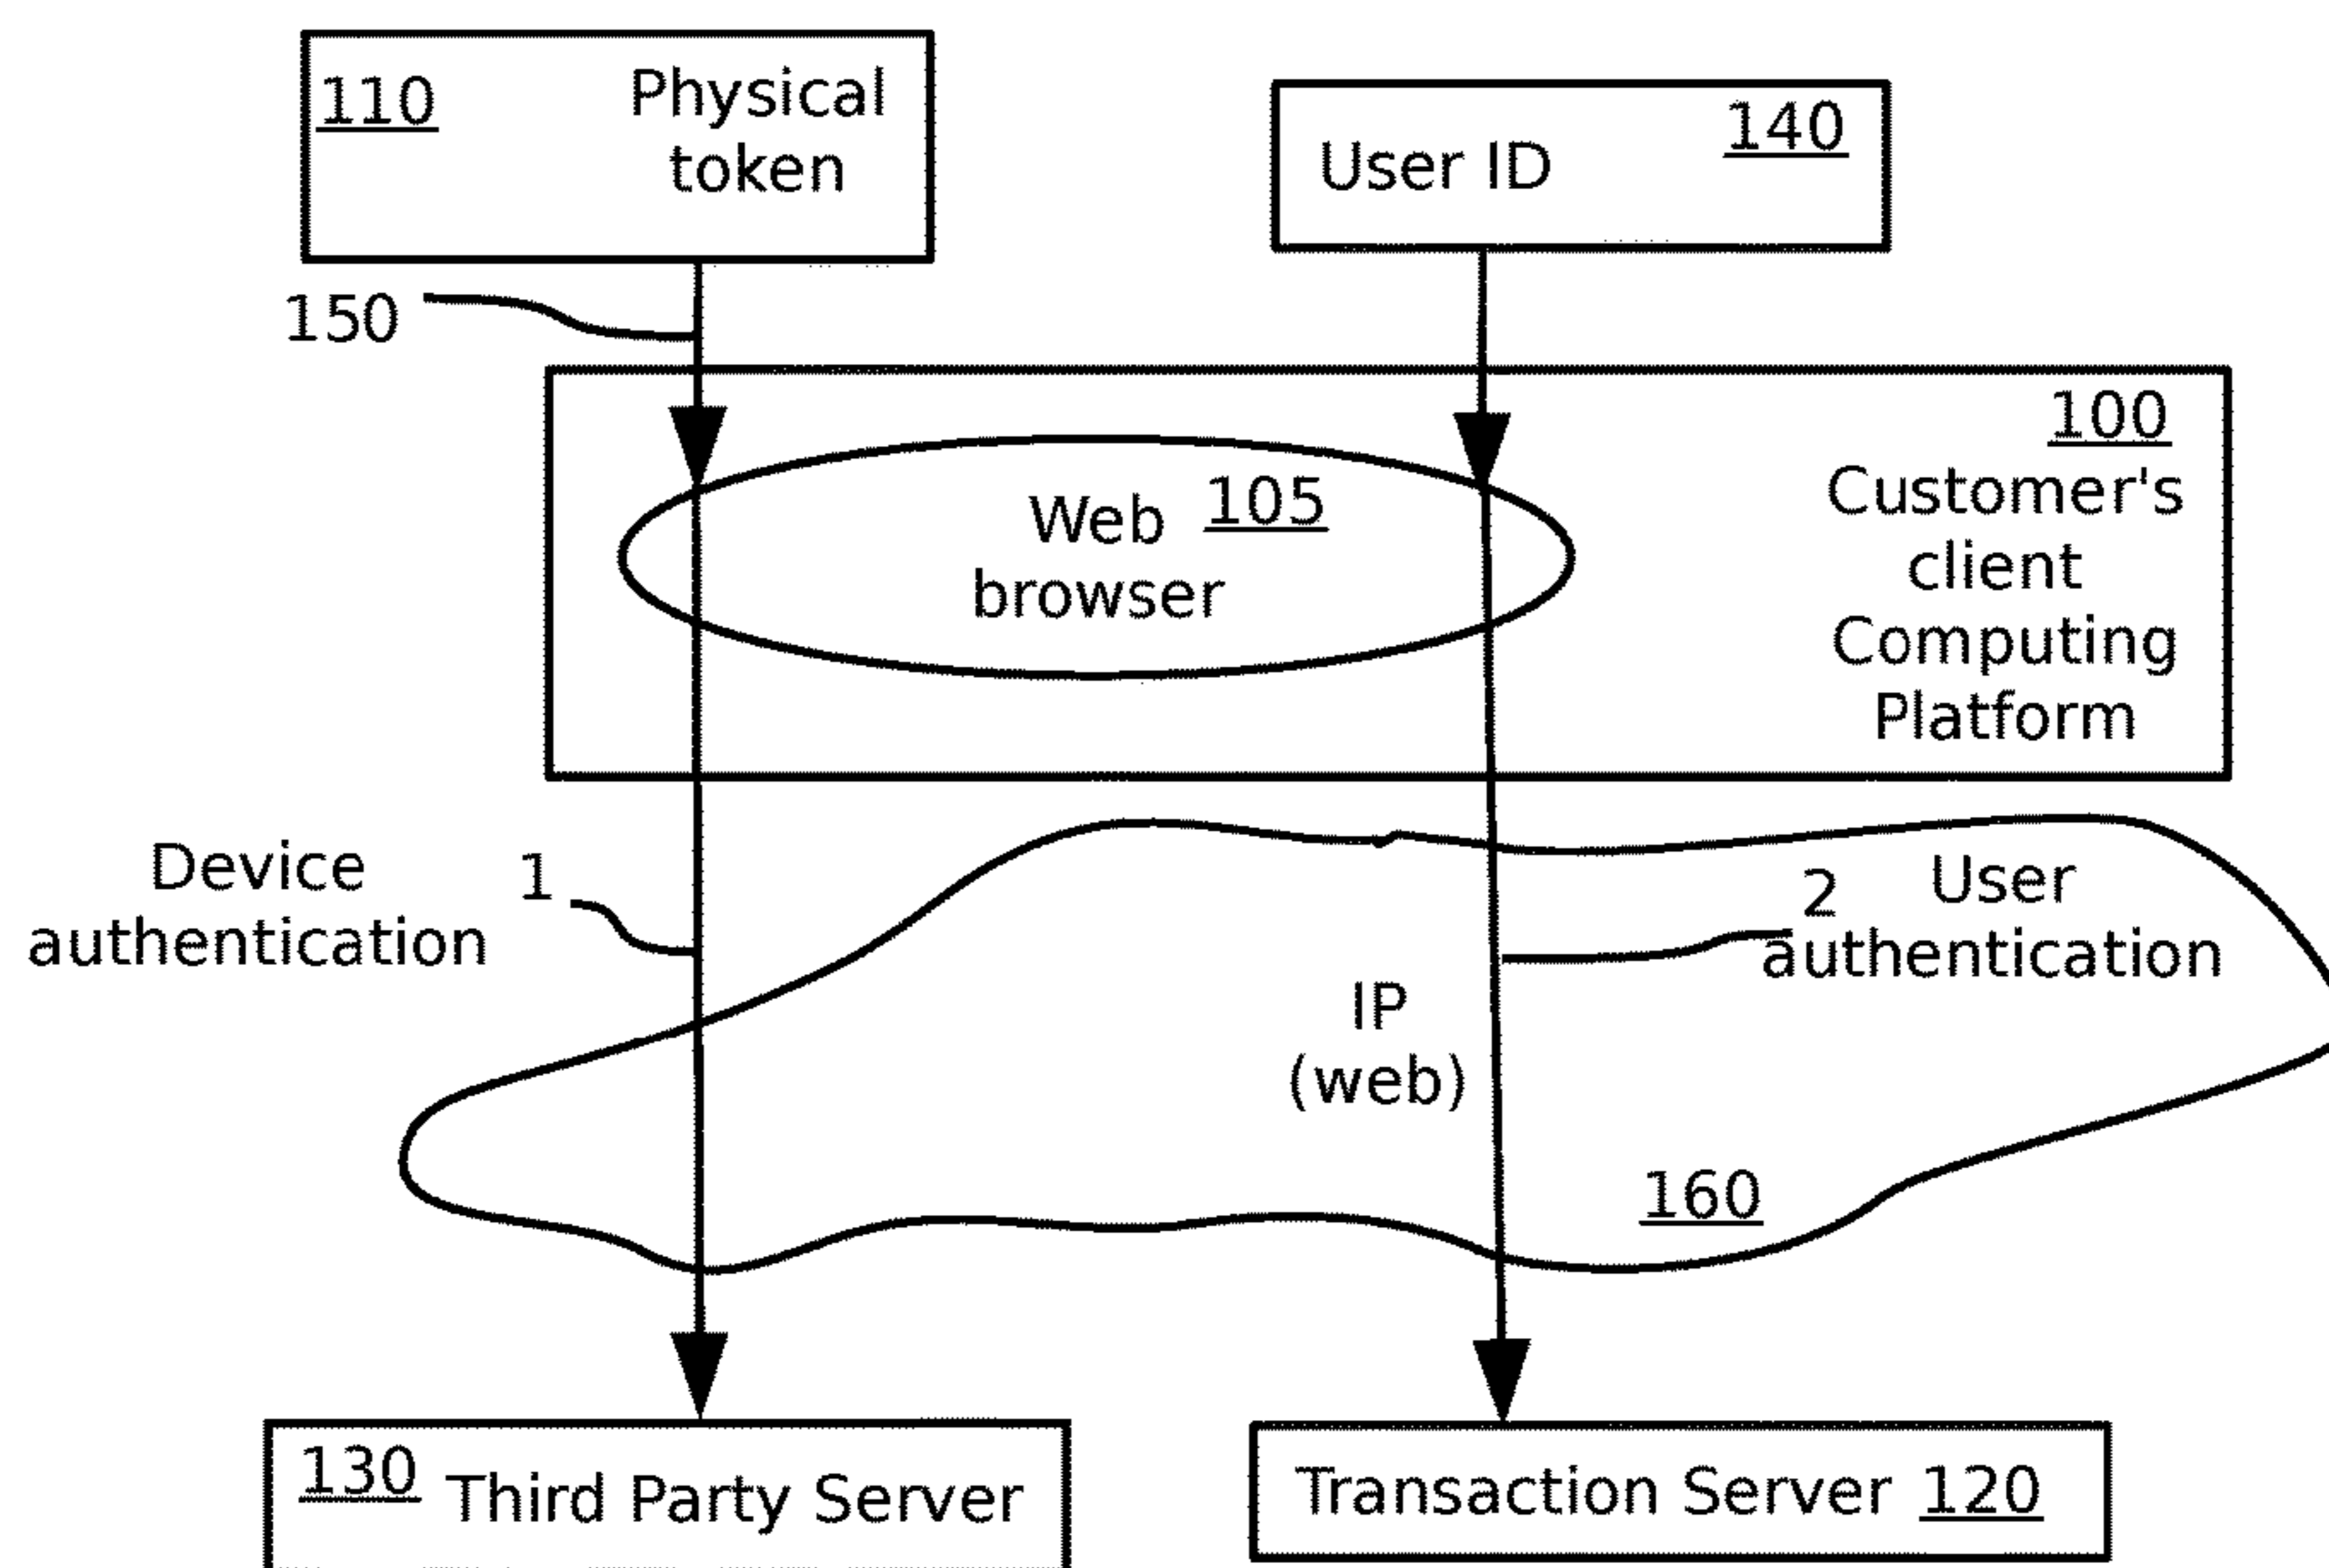 110 Physical
token
140
User ID
150
100
Customer's
client
Computing
Platform
Web 105
browser
Device
authentication
1
2 User
authentication
IP
(web)
160
130 Third Party Server
Transaction Server 120